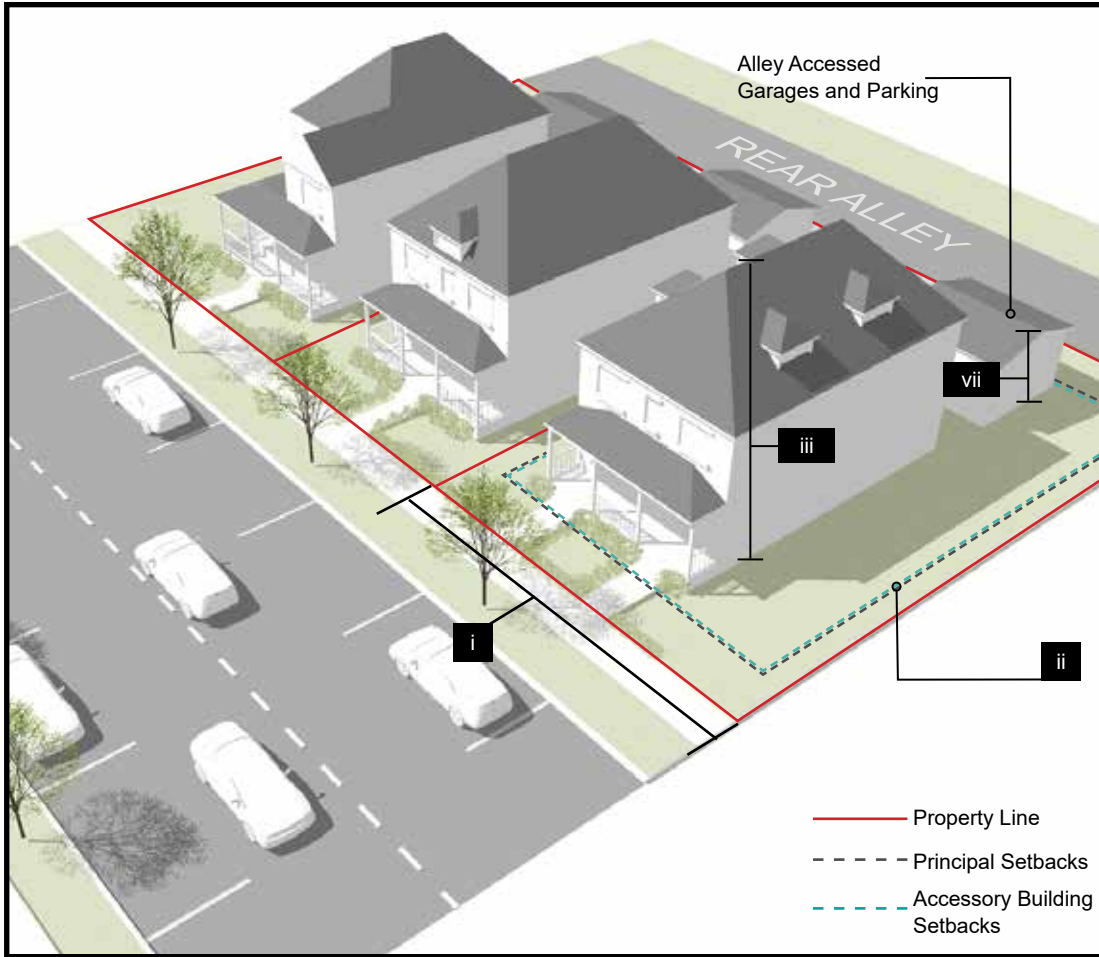 Alley Accessed
Garages and Parking
REAR ALLEY
vii
iii
i
ii
Property Line
Principal Setbacks
Accessory Building
Setbacks